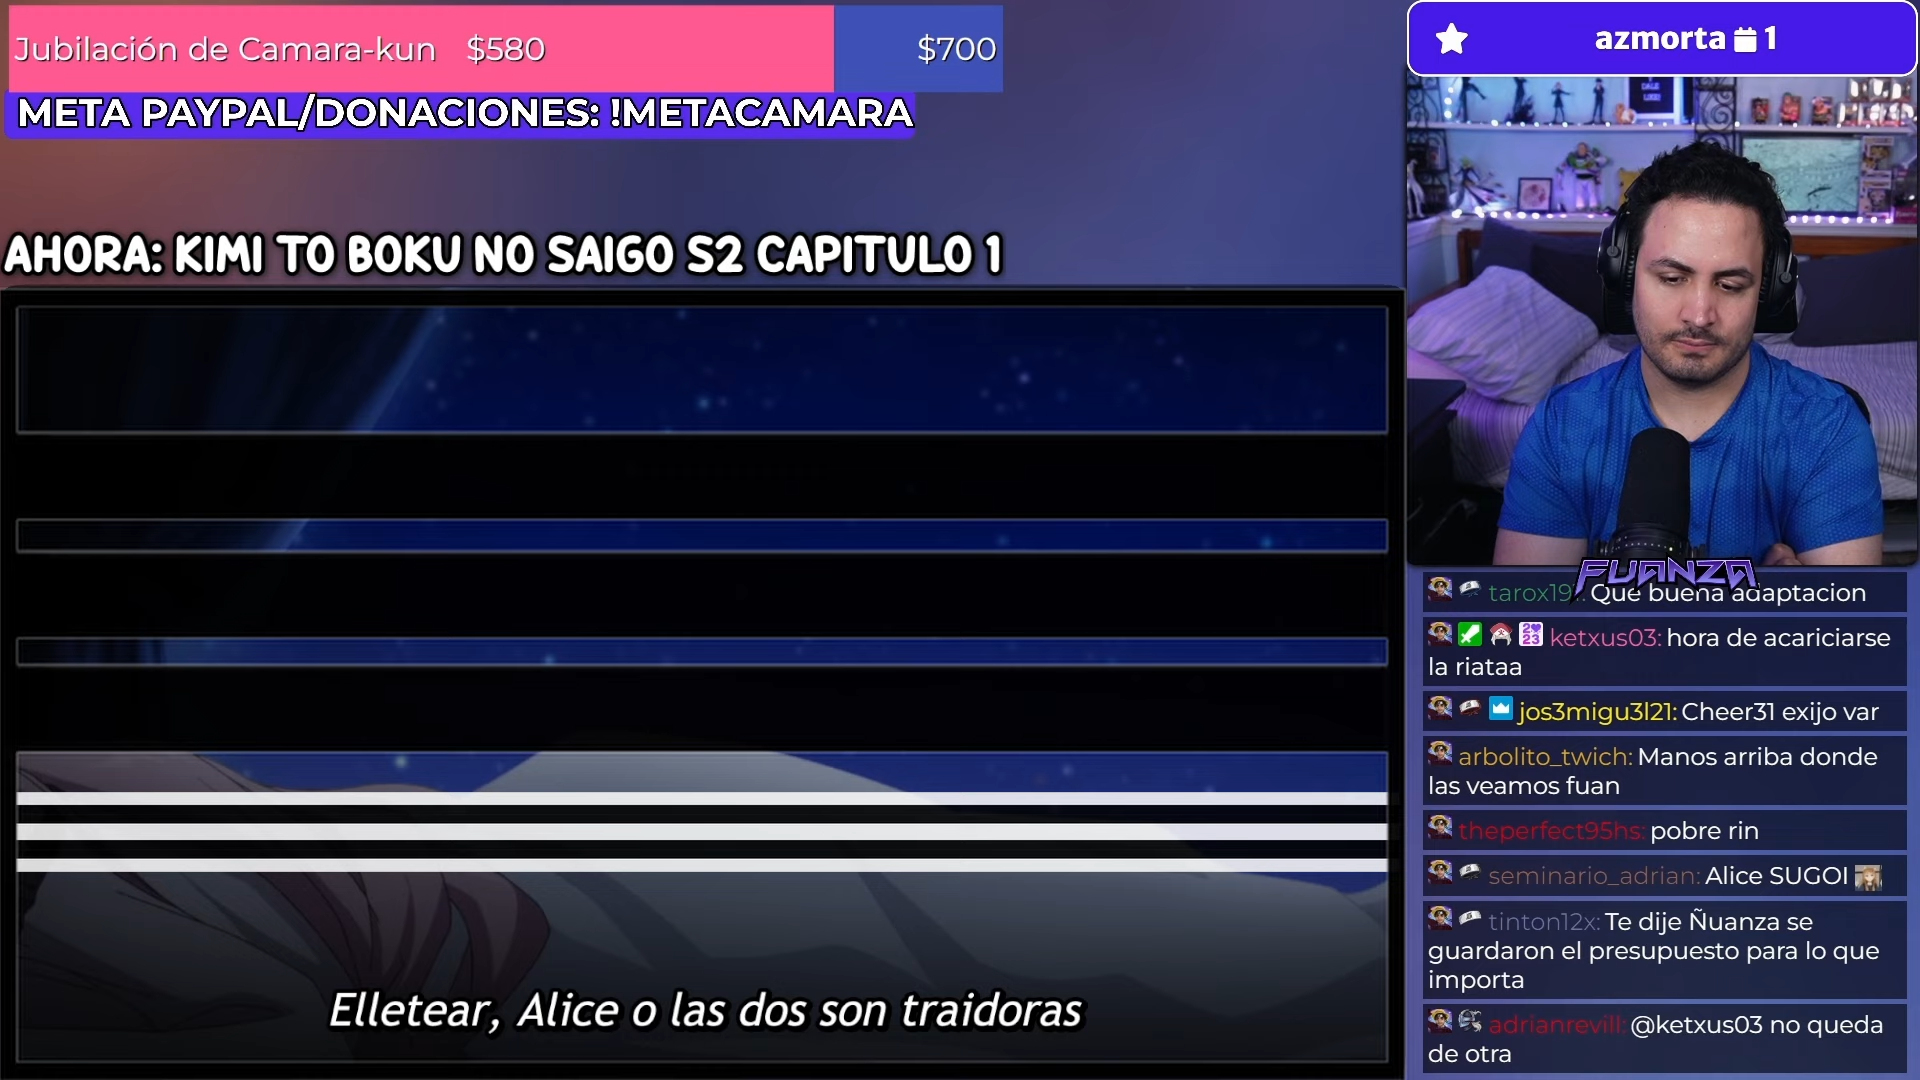 Jubilación de Camara-kun $580 $700
META PAYPAL/DONACIONES: !METACAMARA
AHORA: KIMI TO BOKU NO SAIGO S2 CAPITULO 1
Elletear, Alice o las dos son traidoras
azmorta 1
FUANZA
Que buena adaptacion
ketxus03: hora de acariciarse
la riataa
jos3migu3l21: Cheer31 exijo var
arbolito_twich: Manos arriba donde
las veamos fuan
theperfect95hs: pobre rin
seminario_adrian: Alice SUGOI
tinton12x: Te dije Ñuanza se
guardaron el presupuesto para lo que
importa
adrianrevill: @ketxus03 no queda
de otra